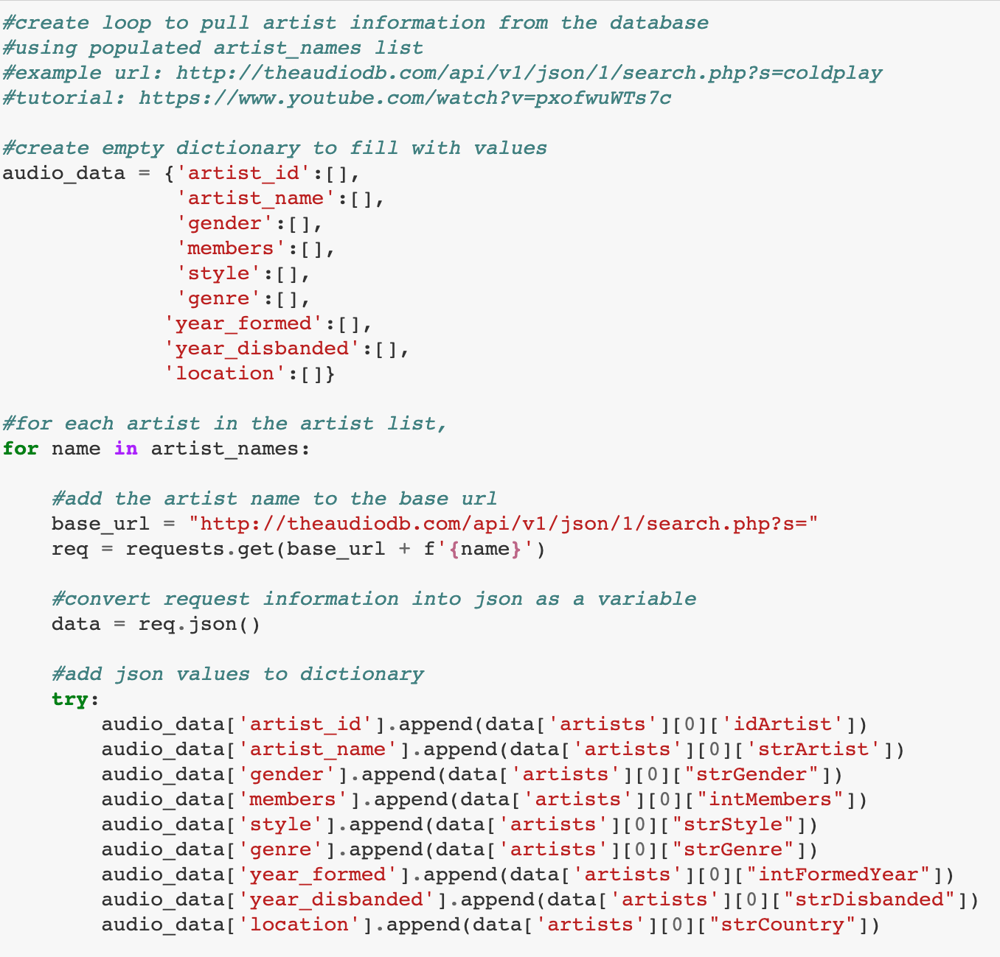 #create loop to pull artist information from the database
#using populated artist_names list
#example url: http://theaudiodb.com/api/v1/json/1/search.php?s=coldplay
#tutorial: https://www.youtube.com/watch?v=pxofwuWTs7c

#create empty dictionary to fill with values
audio_data = {'artist_id':[],
              'artist_name':[],
              'gender':[],
              'members':[],
              'style':[],
              'genre':[],
             'year_formed':[],
             'year_disbanded':[],
             'location':[]}

#for each artist in the artist list,
for name in artist_names:

    #add the artist name to the base url
    base_url = "http://theaudiodb.com/api/v1/json/1/search.php?s="
    req = requests.get(base_url + f'{name}')

    #convert request information into json as a variable
    data = req.json()

    #add json values to dictionary
    try:
        audio_data['artist_id'].append(data['artists'][0]['idArtist'])
        audio_data['artist_name'].append(data['artists'][0]['strArtist'])
        audio_data['gender'].append(data['artists'][0]["strGender"])
        audio_data['members'].append(data['artists'][0]["intMembers"])
        audio_data['style'].append(data['artists'][0]["strStyle"])
        audio_data['genre'].append(data['artists'][0]["strGenre"])
        audio_data['year_formed'].append(data['artists'][0]["intFormedYear"])
        audio_data['year_disbanded'].append(data['artists'][0]["strDisbanded"])
        audio_data['location'].append(data['artists'][0]["strCountry"])